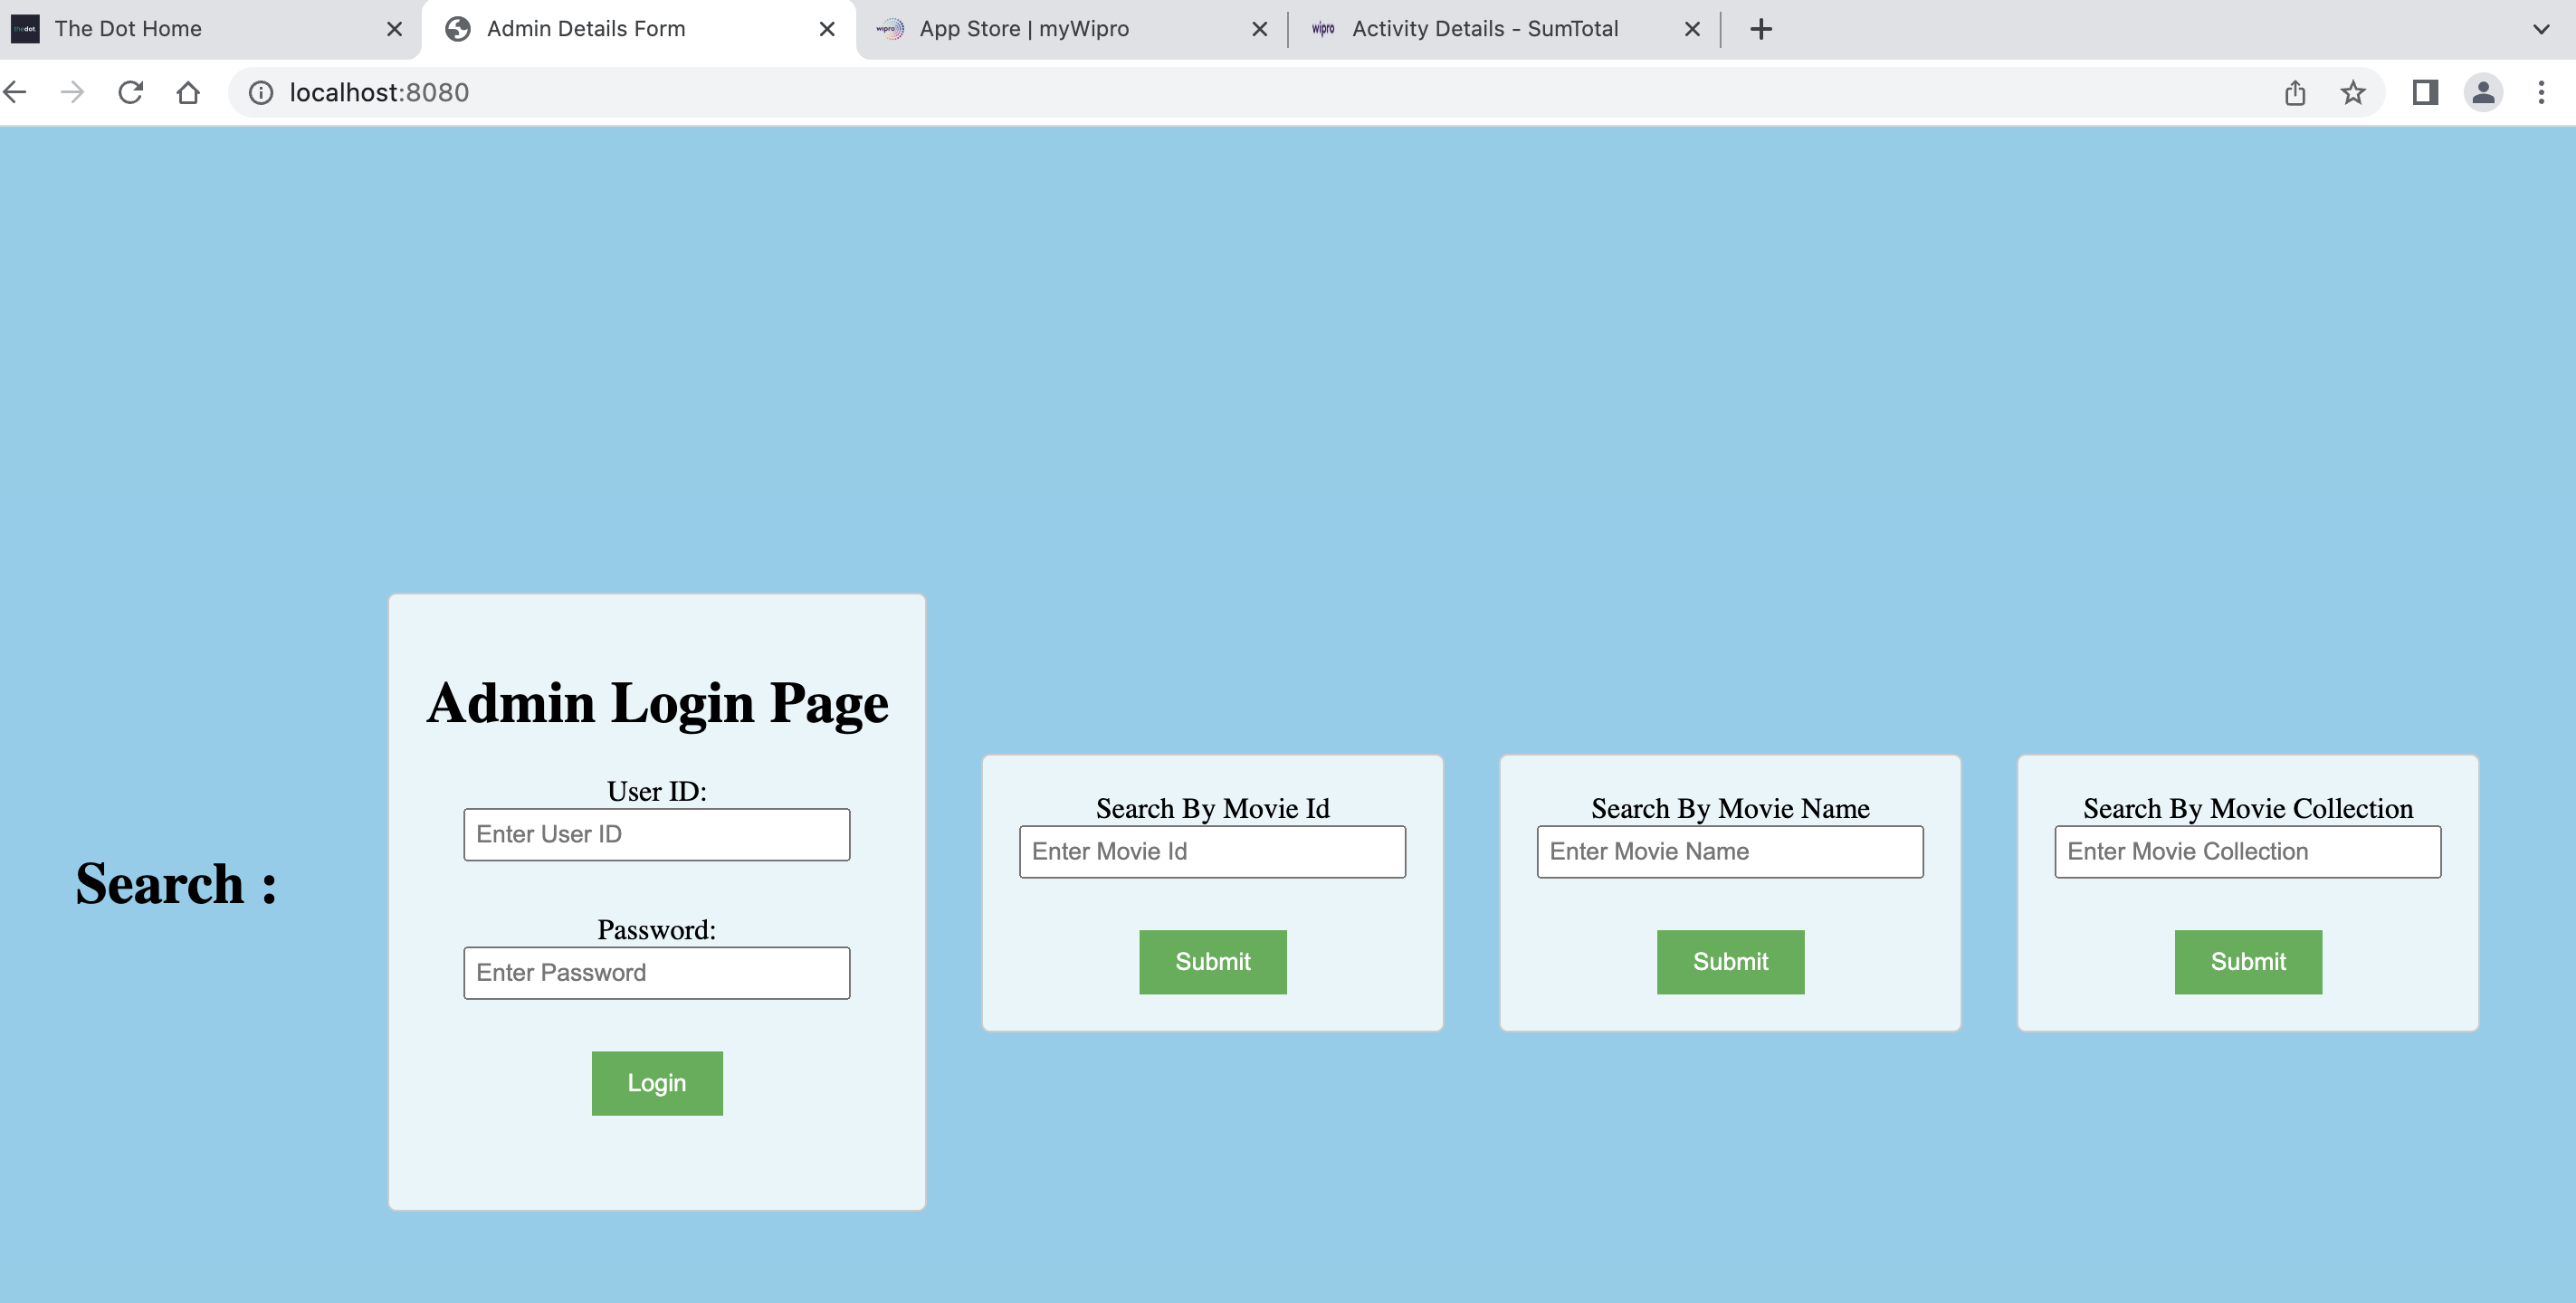 The Dot Home
Admin Details Form
wipro
App Store | myWipro
wipro
Activity Details - SumTotal
localhost:8080
Search :
Admin Login Page
User ID:
Enter User ID
Password:
Enter Password
Login
Search By Movie Id
Enter Movie Id
Submit
Search By Movie Name
Enter Movie Name
Submit
Search By Movie Collection
Enter Movie Collection
Submit